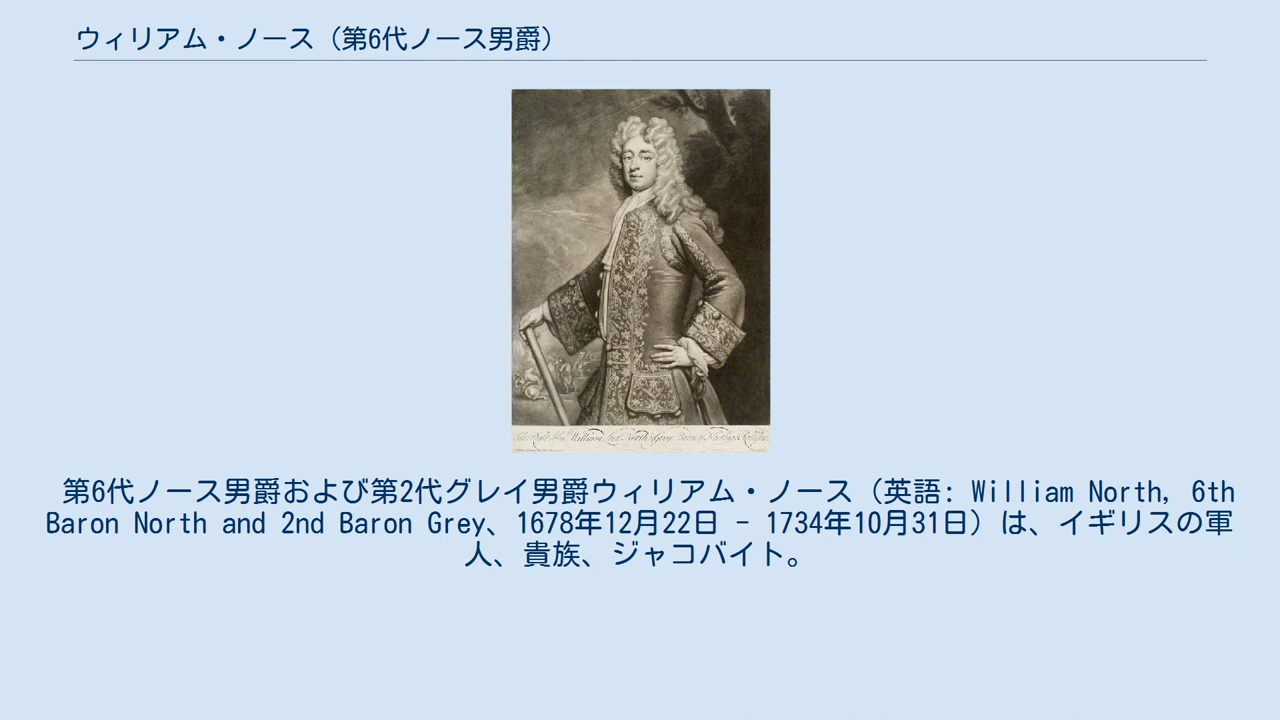 ウィリアム・ノース（第6代ノース男爵）
William Lord North & Grey
第6代ノース男爵および第2代グレイ男爵ウィリアム・ノース（英語: William North, 6th
Baron North and 2nd Baron Grey、1678年12月22日 - 1734年10月31日）は、イギリスの軍
人、貴族、ジャコバイト。